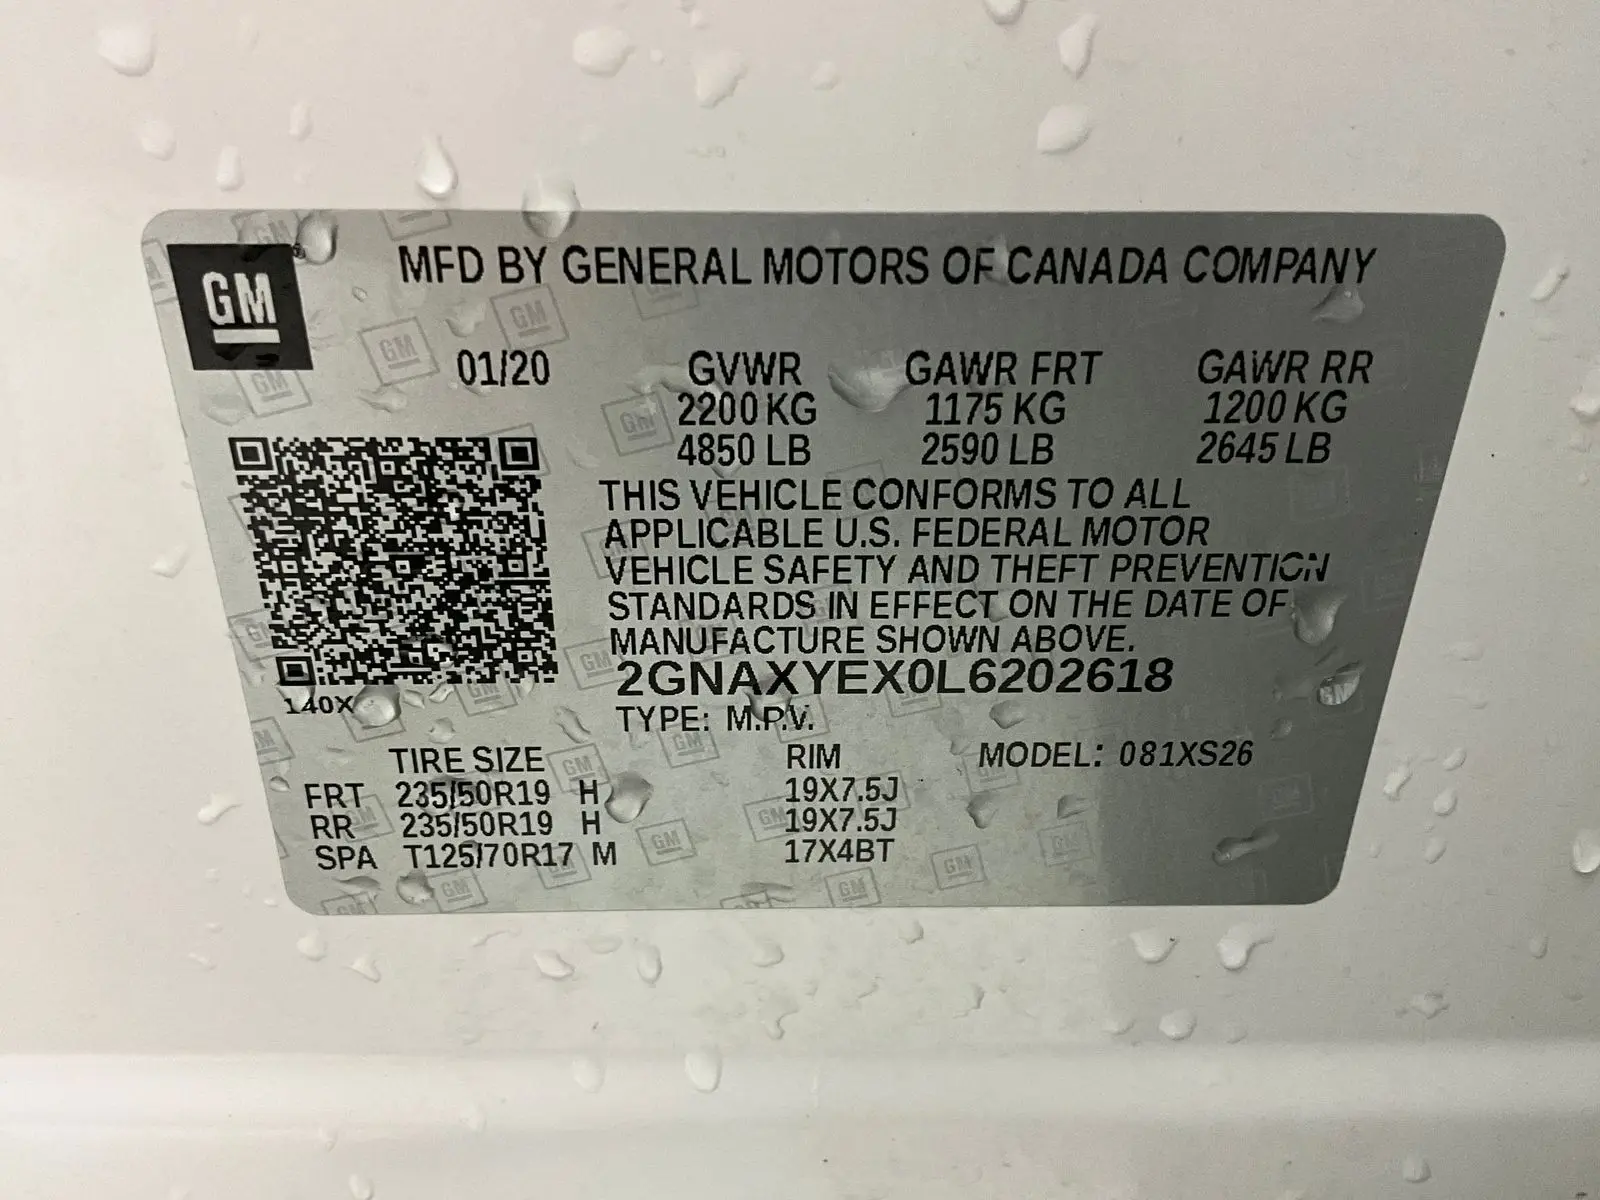 GM
MFD BY GENERAL MOTORS OF CANADA COMPANY
01/20 GVWR GAWR FRT GAWR RR
2200 KG 1175 KG 1200 KG
4850 LB 2590 LB 2645 LB
THIS VEHICLE CONFORMS TO ALL
APPLICABLE U.S. FEDERAL MOTOR
VEHICLE SAFETY AND THEFT PREVENTION
STANDARDS IN EFFECT ON THE DATE OF
MANUFACTURE SHOWN ABOVE.
2GNAXYEX0L6202618
140X
TYPE: M.P.V.
TIRE SIZE RIM MODEL: 081XS26
FRT 235/50R19 H 19X7.5J
RR 235/50R19 H 19X7.5J
SPA T125/70R17 M 17X4BT